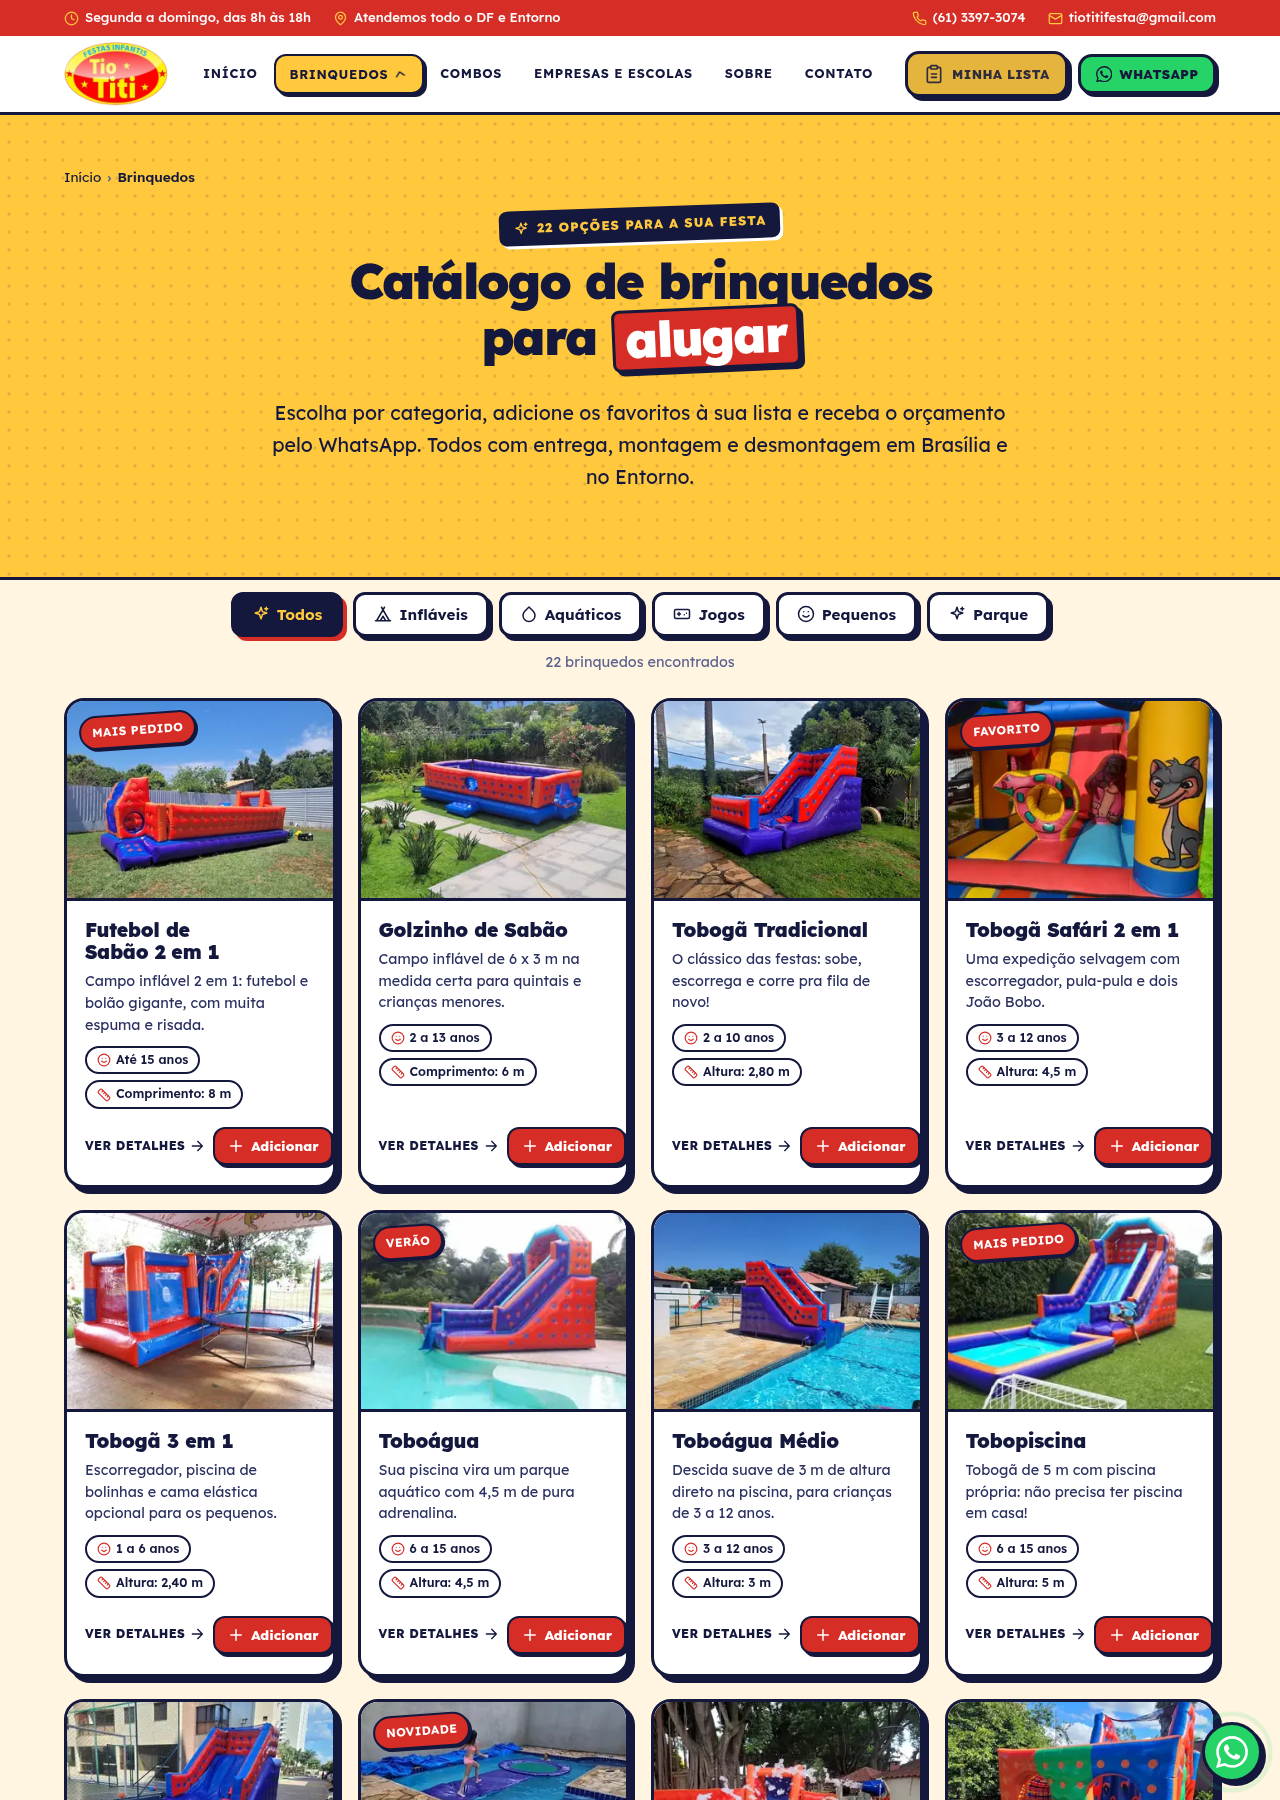 Segunda a domingo, das 8h às 18h
Atendemos todo o DF e Entorno
(61) 3397-3074
tiotitifesta@gmail.com
FESTAS INFANTIS
Tio
Titi
INÍCIO
BRINQUEDOS
COMBOS
EMPRESAS E ESCOLAS
SOBRE
CONTATO
MINHA LISTA
WHATSAPP
Início › Brinquedos
22 OPÇÕES PARA A SUA FESTA
Catálogo de brinquedos
para alugar
Escolha por categoria, adicione os favoritos à sua lista e receba o orçamento
pelo WhatsApp. Todos com entrega, montagem e desmontagem em Brasília e
no Entorno.
Todos
Infláveis
Aquáticos
Jogos
Pequenos
Parque
22 brinquedos encontrados
MAIS PEDIDO
Futebol de
Sabão 2 em 1
Campo inflável 2 em 1: futebol e
bolão gigante, com muita
espuma e risada.
Até 15 anos
Comprimento: 8 m
VER DETALHES
Adicionar
Golzinho de Sabão
Campo inflável de 6 x 3 m na
medida certa para quintais e
crianças menores.
2 a 13 anos
Comprimento: 6 m
VER DETALHES
Adicionar
Tobogã Tradicional
O clássico das festas: sobe,
escorrega e corre pra fila de
novo!
2 a 10 anos
Altura: 2,80 m
VER DETALHES
Adicionar
FAVORITO
Tobogã Safári 2 em 1
Uma expedição selvagem com
escorregador, pula-pula e dois
João Bobo.
3 a 12 anos
Altura: 4,5 m
VER DETALHES
Adicionar
Tobogã 3 em 1
Escorregador, piscina de
bolinhas e cama elástica
opcional para os pequenos.
1 a 6 anos
Altura: 2,40 m
VER DETALHES
Adicionar
VERÃO
Toboágua
Sua piscina vira um parque
aquático com 4,5 m de pura
adrenalina.
6 a 15 anos
Altura: 4,5 m
VER DETALHES
Adicionar
Toboágua Médio
Descida suave de 3 m de altura
direto na piscina, para crianças
de 3 a 12 anos.
3 a 12 anos
Altura: 3 m
VER DETALHES
Adicionar
MAIS PEDIDO
Tobopiscina
Tobogã de 5 m com piscina
própria: não precisa ter piscina
em casa!
6 a 15 anos
Altura: 5 m
VER DETALHES
Adicionar
NOVIDADE